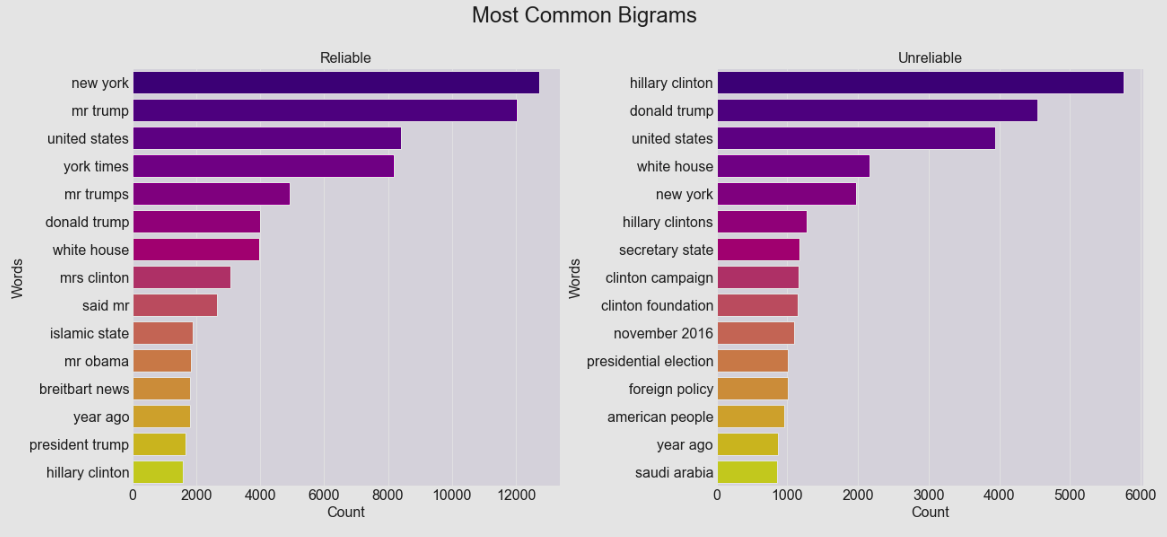 Most Common Bigrams
Reliable
Words
new york
mr trump
united states
york times
mr trumps
donald trump
white house
mrs clinton
said mr
islamic state
mr obama
breitbart news
year ago
president trump
hillary clinton
0 2000 4000 6000 8000 10000 12000
Count
Unreliable
Words
hillary clinton
donald trump
united states
white house
new york
hillary clintons
secretary state
clinton campaign
clinton foundation
november 2016
presidential election
foreign policy
american people
year ago
saudi arabia
0 1000 2000 3000 4000 5000 6000
Count